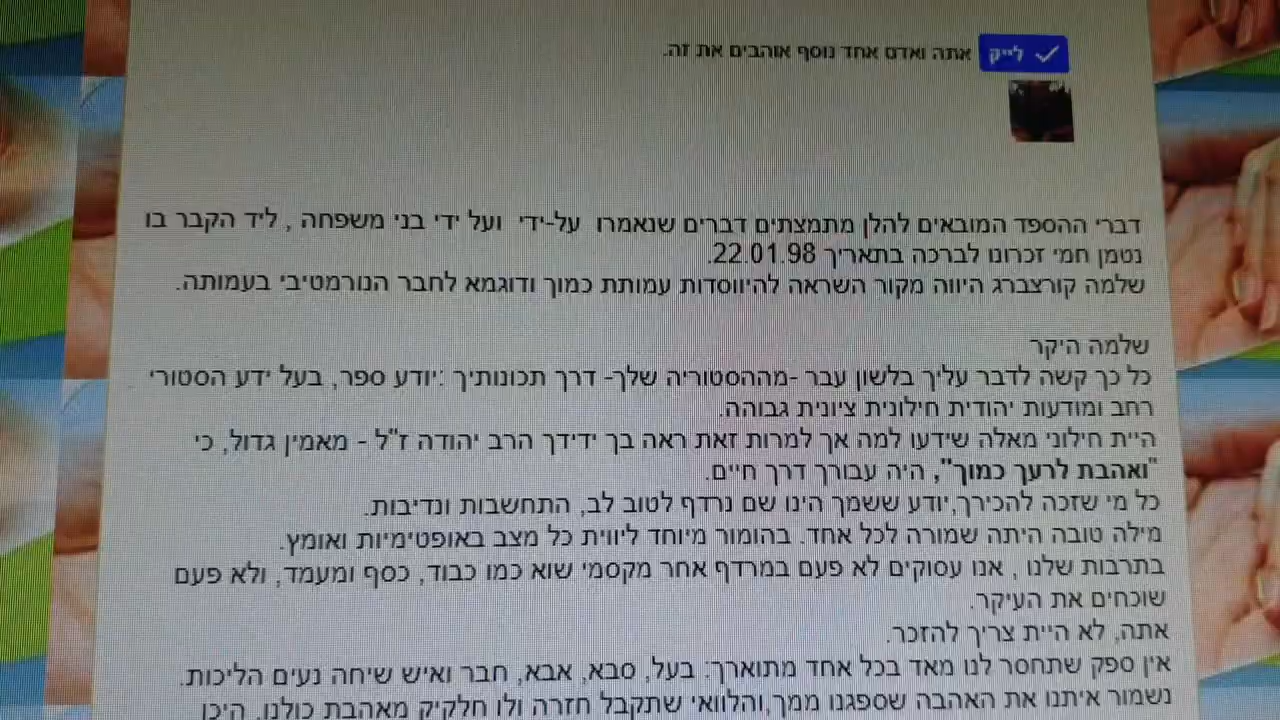 לייק
אתה ואדם אחד נוסף אוהבים את זה.
דברי ההספד המובאים להלן מתמצתים דברים שנאמרו על-ידי ועל ידי בני משפחה , ליד הקבר בו
נטמן חמי זכרונו לברכה בתאריך 22.01.98.
שלמה קורצברג היווה מקור השראה להיווסדות עמותת כמוך ודוגמא לחבר הנורמטיבי בעמותה.
שלמה היקר
כל כך קשה לדבר עליך בלשון עבר -מההסטוריה שלך- דרך תכונותיך :יודע ספר, בעל ידע הסטורי
רחב ומודעות יהודית חילונית ציונית גבוהה.
היית חילוני מאלה שידעו למה אך למרות זאת ראה בך ידידך הרב יהודה ז"ל - מאמין גדול, כי
"ואהבת לרעך כמוך", היה עבורך דרך חיים.
כל מי שזכה להכירך,יודע ששמך הינו שם נרדף לטוב לב, התחשבות ונדיבות.
מילה טובה היתה שמורה לכל אחד. בהומור מיוחד ליווית כל מצב באופטימיות ואומץ.
בתרבות שלנו , אנו עסוקים לא פעם במרדף אחר מקסמי שוא כמו כבוד, כסף ומעמד, ולא פעם
שוכחים את העיקר.
אתה, לא היית צריך להזכר.
אין ספק שתחסר לנו מאד בכל אחד מתוארך: בעל, סבא, אבא, חבר ואיש שיחה נעים הליכות.
נשמור איתנו את האהבה שספגנו ממך,והלוואי שתקבל חזרה ולו חלקיק מאהבת כולנו, היכן